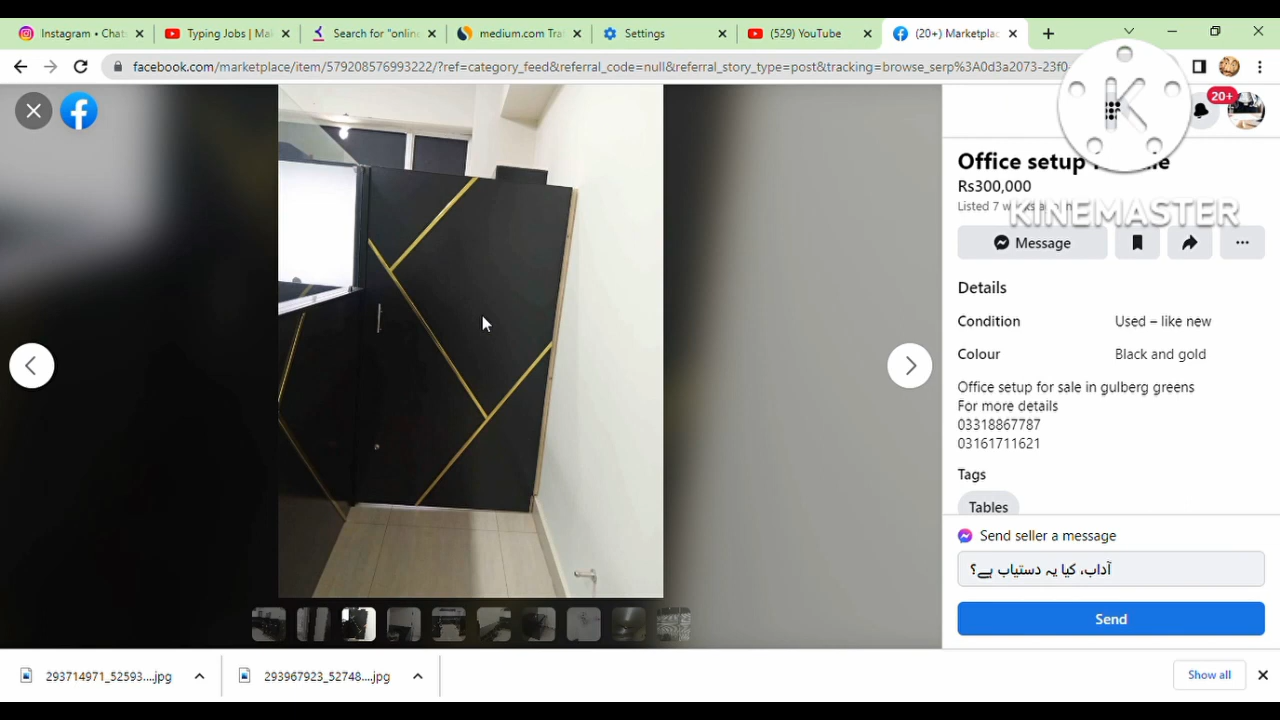 Instagram • Chats
Typing Jobs | Mak
Search for "online
medium.com Tra
Settings
(529) YouTube
(20+) Marketplac
facebook.com/marketplace/item/579208576993222/?ref=category_feed&referral_code=null&referral_story_type=post&tracking=browse_serp%3A0d3a2073-23f0-
20+
Office setup
Rs300,000
Listed 7
KINEMASTER
Message
Details
Condition Used – like new
Colour Black and gold
Office setup for sale in gulberg greens
For more details
03318867787
03161711621
Tags
Tables
Send seller a message
آداب، کیا یہ دستیاب ہے؟
Send
293714971_52593....jpg
293967923_52748....jpg
Show all